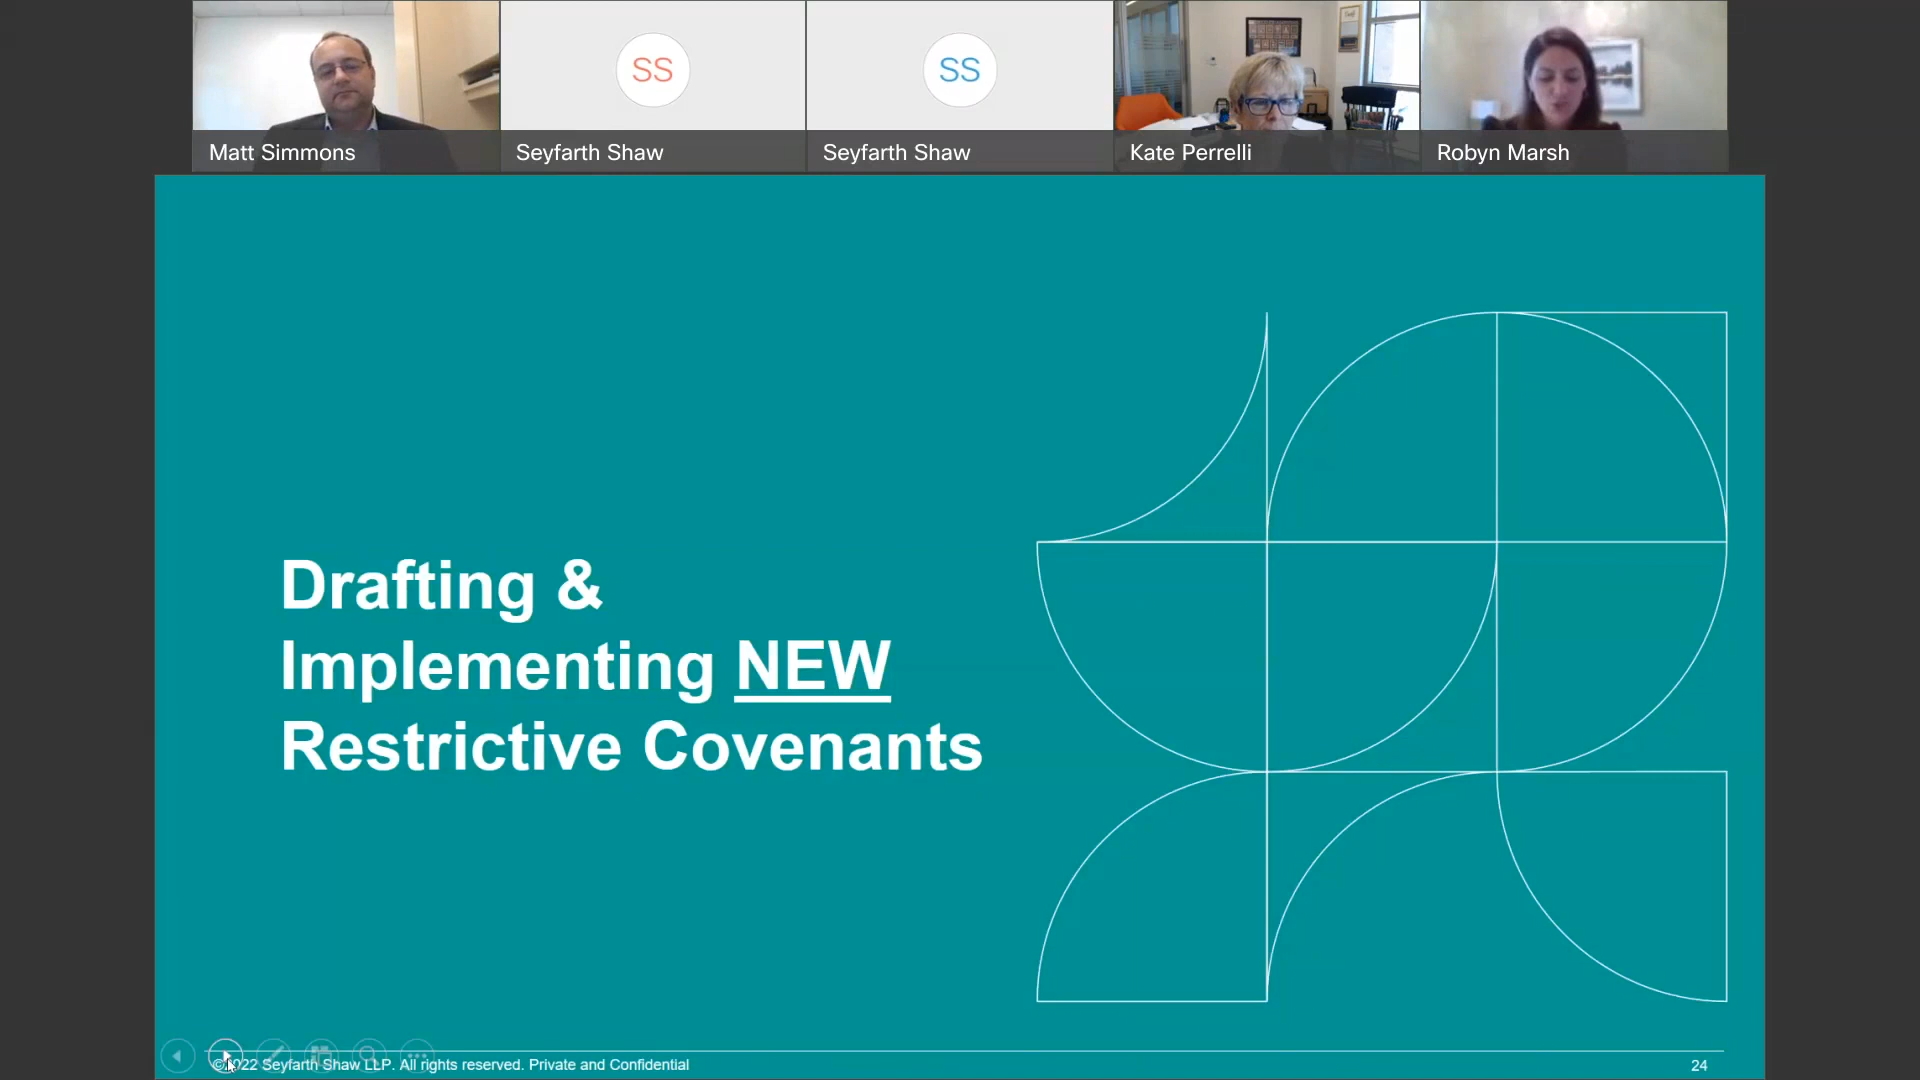 SS
SS
Matt Simmons
Seyfarth Shaw
Seyfarth Shaw
Kate Perrelli
Robyn Marsh
Drafting &
Implementing NEW
Restrictive Covenants
©2022 Seyfarth Shaw LLP. All rights reserved. Private and Confidential
24